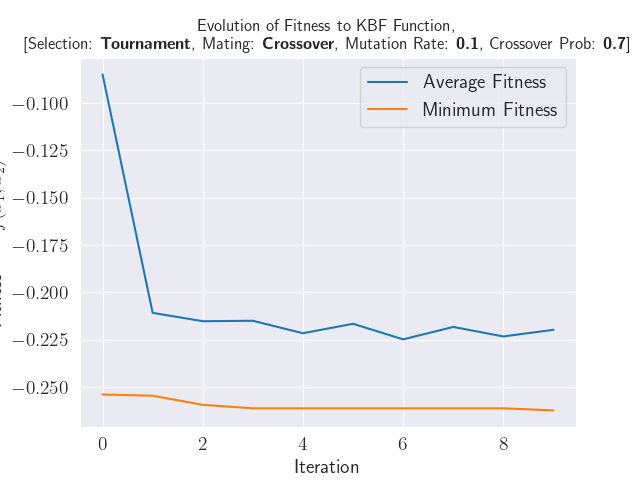 Evolution of Fitness to KBF Function,
[Selection: Tournament, Mating: Crossover, Mutation Rate: 0.1, Crossover Prob: 0.7]
Average Fitness
Minimum Fitness
−0.100
−0.125
−0.150
−0.175
−0.200
−0.225
−0.250
0 2 4 6 8
Iteration